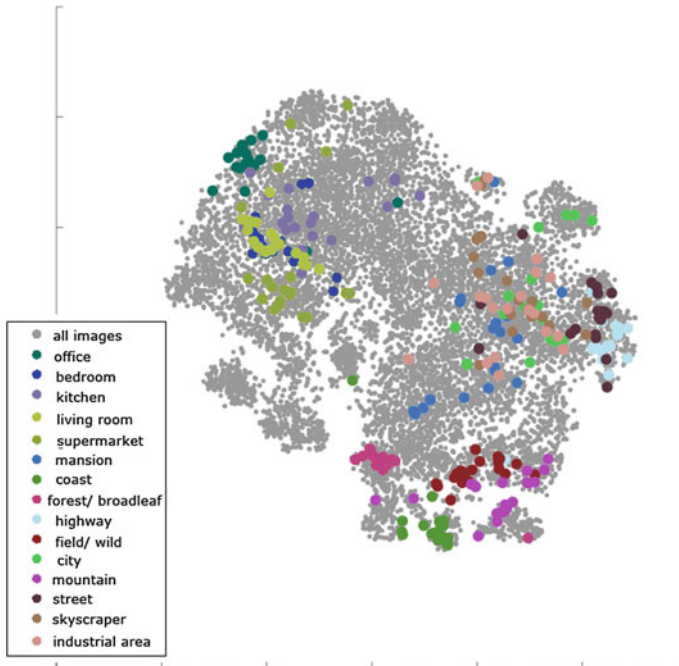 all images
office
bedroom
kitchen
living room
supermarket
mansion
coast
forest/ broadleaf
highway
field/ wild
city
mountain
street
skyscraper
industrial area